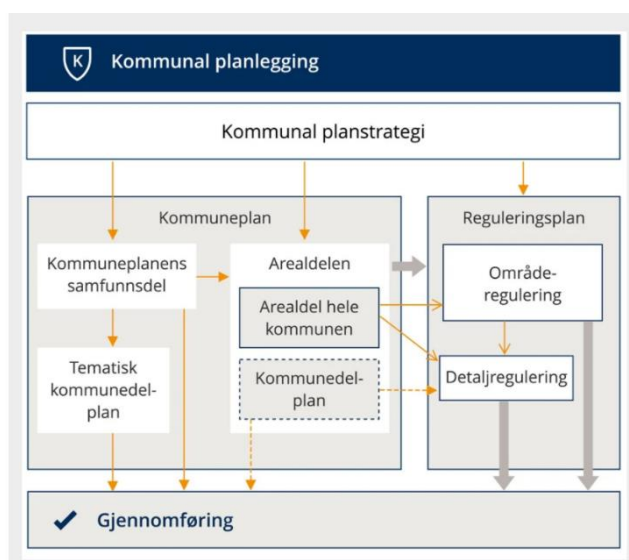 K
Kommunal planlegging
Kommunal planstrategi
Kommuneplan
Kommuneplanens
samfunnsdel
Tematisk
kommunedel-
plan
Arealdelen
Arealdel hele
kommunen
Kommunedel-
plan
Reguleringsplan
Område-
regulering
Detaljregulering
Gjennomføring